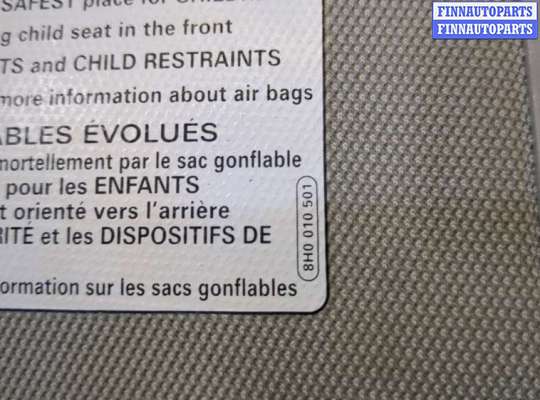 SAFEST place for
g child seat in the front
TS and CHILD RESTRAINTS
more information about air bags
ABLES ÉVOLUÉS
mortellement par le sac gonflable
pour les ENFANTS
t orienté vers l'arrière
RITÉ et les DISPOSITIFS DE
ormation sur les sacs gonflables
8H0 010 501
FINNAUTOPARTS
FINNAUTOPARTS